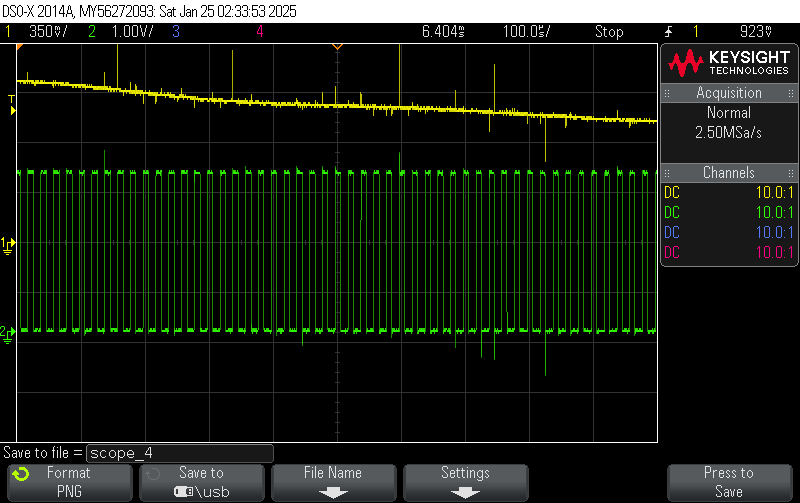 DSO-X 2014A, MY56272093: Sat Jan 25 02:33:53 2025
1 350mV/ 2 1.00V/ 3 4 6.404ms 100.0us/ Stop 1 923mV
KEYSIGHT
TECHNOLOGIES
Acquisition
Normal
2.50MSa/s
Channels
DC 10.0:1
DC 10.0:1
DC 10.0:1
DC 10.0:1
T
1
2
Save to file = scope_4
Format
PNG
Save to
\usb
File Name
Settings
Press to
Save